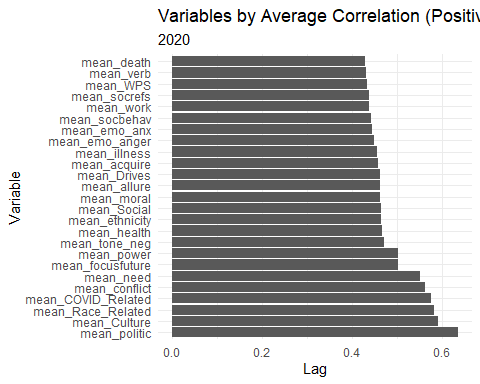 Variables by Average Correlation (Positiv
2020
mean_death
mean_verb
mean_WPS
mean_socrefs
mean_work
mean_socbehav
mean_emo_anx
mean_emo_anger
mean_illness
mean_acquire
mean_Drives
mean_allure
mean_moral
mean_Social
mean_ethnicity
mean_health
mean_tone_neg
mean_power
mean_focusfuture
mean_need
mean_conflict
mean_COVID_Related
mean_Race_Related
mean_Culture
mean_politic
Variable
0.0 0.2 0.4 0.6
Lag